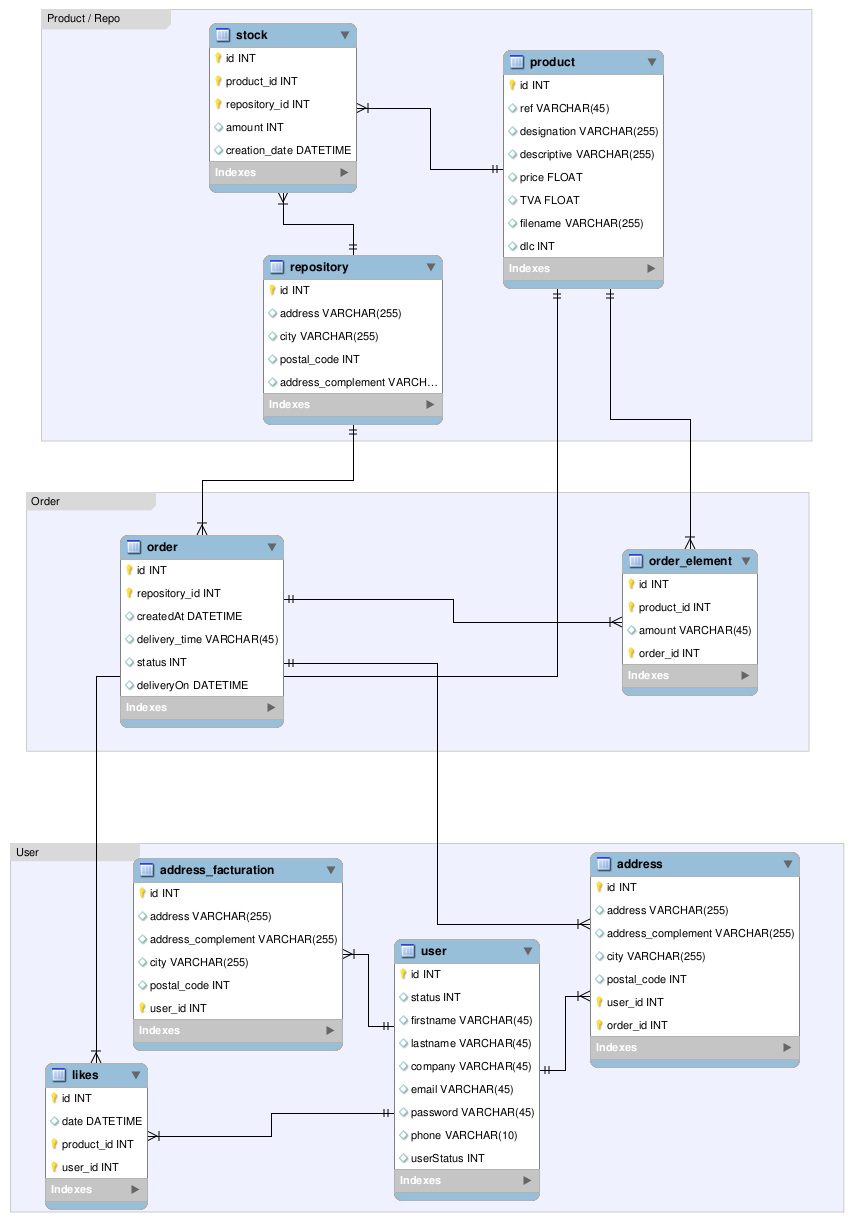 Product / Repo
stock
id INT
product_id INT
repository_id INT
amount INT
creation_date DATETIME
Indexes
product
id INT
ref VARCHAR(45)
designation VARCHAR(255)
descriptive VARCHAR(255)
price FLOAT
TVA FLOAT
filename VARCHAR(255)
dlc INT
Indexes
repository
id INT
address VARCHAR(255)
city VARCHAR(255)
postal_code INT
address_complement VARCH...
Indexes
Order
order
id INT
repository_id INT
createdAt DATETIME
delivery_time VARCHAR(45)
status INT
deliveryOn DATETIME
Indexes
order_element
id INT
product_id INT
amount VARCHAR(45)
order_id INT
Indexes
User
address_facturation
id INT
address VARCHAR(255)
address_complement VARCHAR(255)
city VARCHAR(255)
postal_code INT
user_id INT
Indexes
address
id INT
address VARCHAR(255)
address_complement VARCHAR(255)
city VARCHAR(255)
postal_code INT
user_id INT
order_id INT
Indexes
user
id INT
status INT
firstname VARCHAR(45)
lastname VARCHAR(45)
company VARCHAR(45)
email VARCHAR(45)
password VARCHAR(45)
phone VARCHAR(10)
userStatus INT
Indexes
likes
id INT
date DATETIME
product_id INT
user_id INT
Indexes